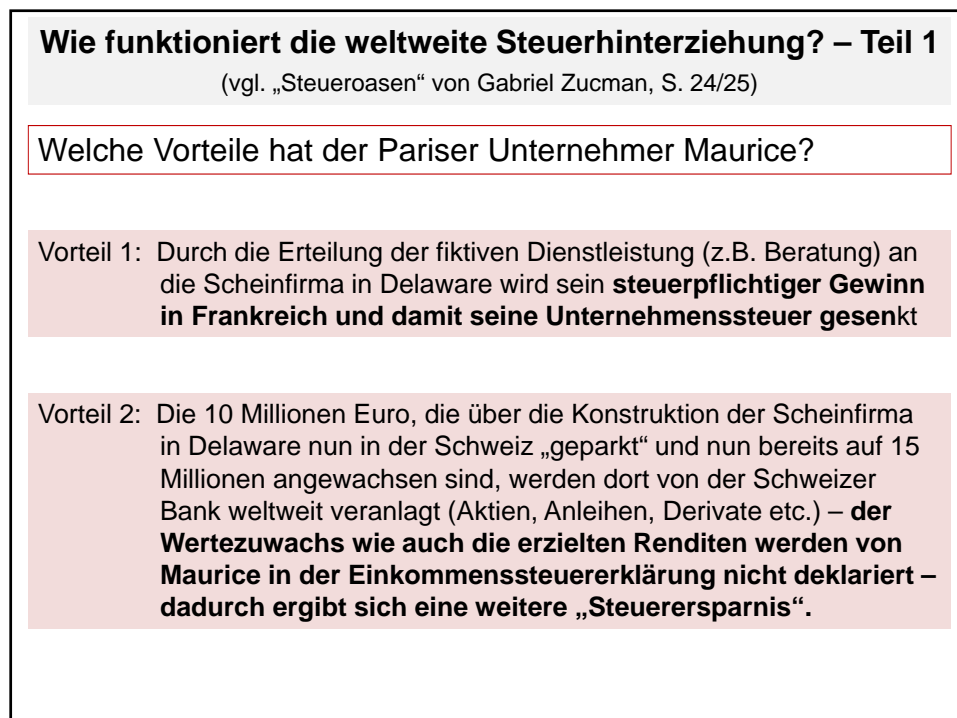 Wie funktioniert die weltweite Steuerhinterziehung? – Teil 1
(vgl. „Steueroasen“ von Gabriel Zucman, S. 24/25)
Welche Vorteile hat der Pariser Unternehmer Maurice?
Vorteil 1: Durch die Erteilung der fiktiven Dienstleistung (z.B. Beratung) an
die Scheinfirma in Delaware wird sein steuerpflichtiger Gewinn
in Frankreich und damit seine Unternehmenssteuer gesenkt
Vorteil 2: Die 10 Millionen Euro, die über die Konstruktion der Scheinfirma
in Delaware nun in der Schweiz „geparkt“ und nun bereits auf 15
Millionen angewachsen sind, werden dort von der Schweizer
Bank weltweit veranlagt (Aktien, Anleihen, Derivate etc.) – der
Wertezuwachs wie auch die erzielten Renditen werden von
Maurice in der Einkommenssteuererklärung nicht deklariert –
dadurch ergibt sich eine weitere „Steuerersparnis“.